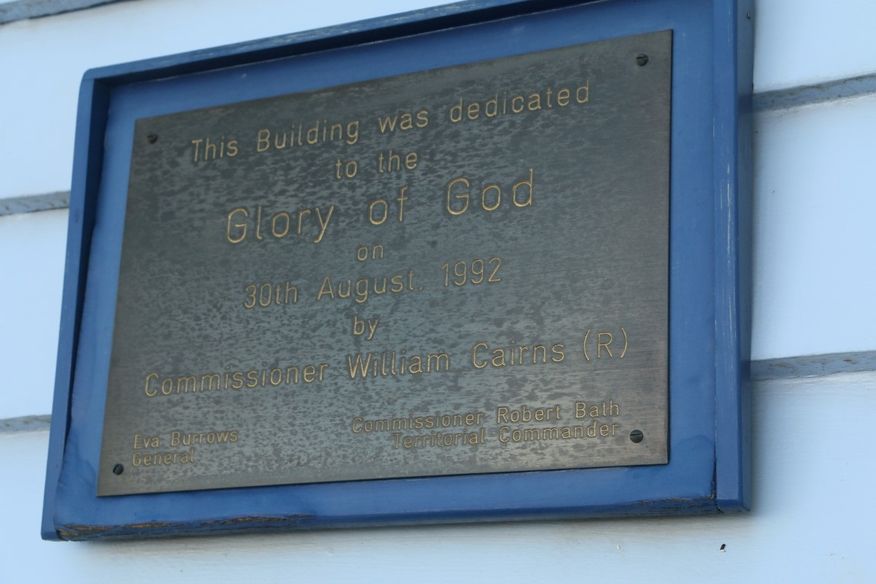 This Building was dedicated
to the
Glory of God
on
30th August. 1992
by
Commissioner William Cairns (R)
Eva Burrows
General
Commissioner Robert Bath
Territorial Commander